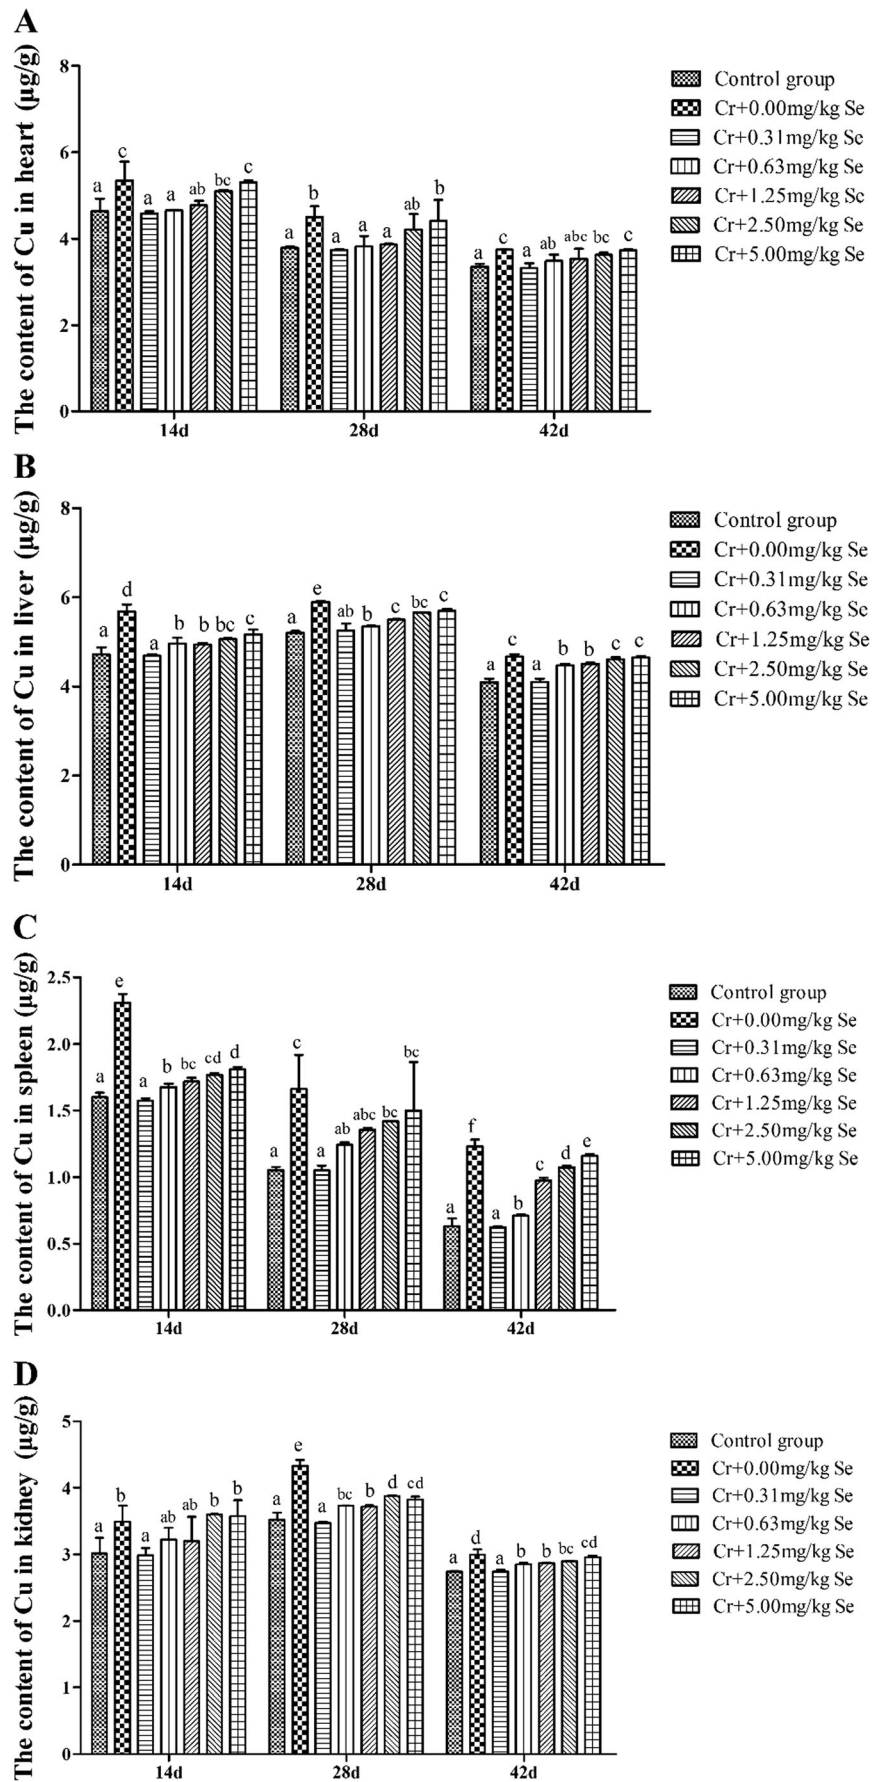 A
The content of Cu in heart (µg/g)
8
6
4
2
0
a c a a ab bc c
a b a a a ab b
a c a ab abc bc c
14d 28d 42d
Control group
Cr+0.00mg/kg Se
Cr+0.31mg/kg Sc
Cr+0.63mg/kg Se
Cr+1.25mg/kg Sc
Cr+2.50mg/kg Se
Cr+5.00mg/kg Se
B
The content of Cu in liver (µg/g)
8
6
4
2
0
a d a b b bc c
a e ab b c bc c
a c a b b c c
14d 28d 42d
Control group
Cr+0.00mg/kg Se
Cr+0.31mg/kg Se
Cr+0.63mg/kg Sc
Cr+1.25mg/kg Se
Cr+2.50mg/kg Se
Cr+5.00mg/kg Se
C
The content of Cu in spleen (µg/g)
2.5
2.0
1.5
1.0
0.5
0.0
a e a b bc cd d
a c a ab abc bc bc
a f a b c d e
14d 28d 42d
Control group
Cr+0.00mg/kg Se
Cr+0.31mg/kg Sc
Cr+0.63mg/kg Se
Cr+1.25mg/kg Se
Cr+2.50mg/kg Se
Cr+5.00mg/kg Se
D
The content of Cu in kidney (µg/g)
5
4
3
2
1
0
a b a ab ab b b
a e a bc b d cd
a d a b b bc cd
14d 28d 42d
Control group
Cr+0.00mg/kg Se
Cr+0.31mg/kg Se
Cr+0.63mg/kg Se
Cr+1.25mg/kg Se
Cr+2.50mg/kg Se
Cr+5.00mg/kg Se